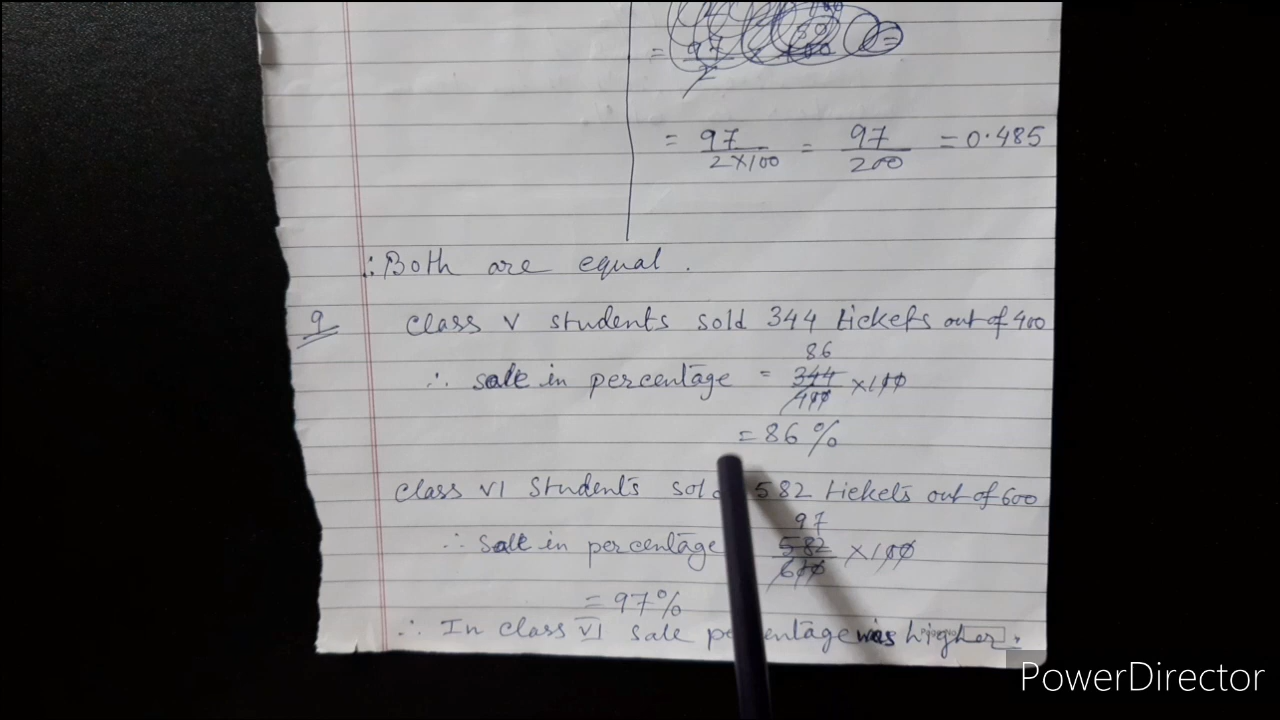 = 97/2
= 97/2×100 = 97/200 = 0.485
∴ Both are equal.
9 Class V students sold 344 tickets out of 400
86
∴ sale in percentage = 344/400 ×100
= 86%
Class VI Students sold 582 tickets out of 600
97
∴ Sale in percentage 582/600 ×100
= 97%
∴ In class VI sale percentage was higher.
PowerDirector